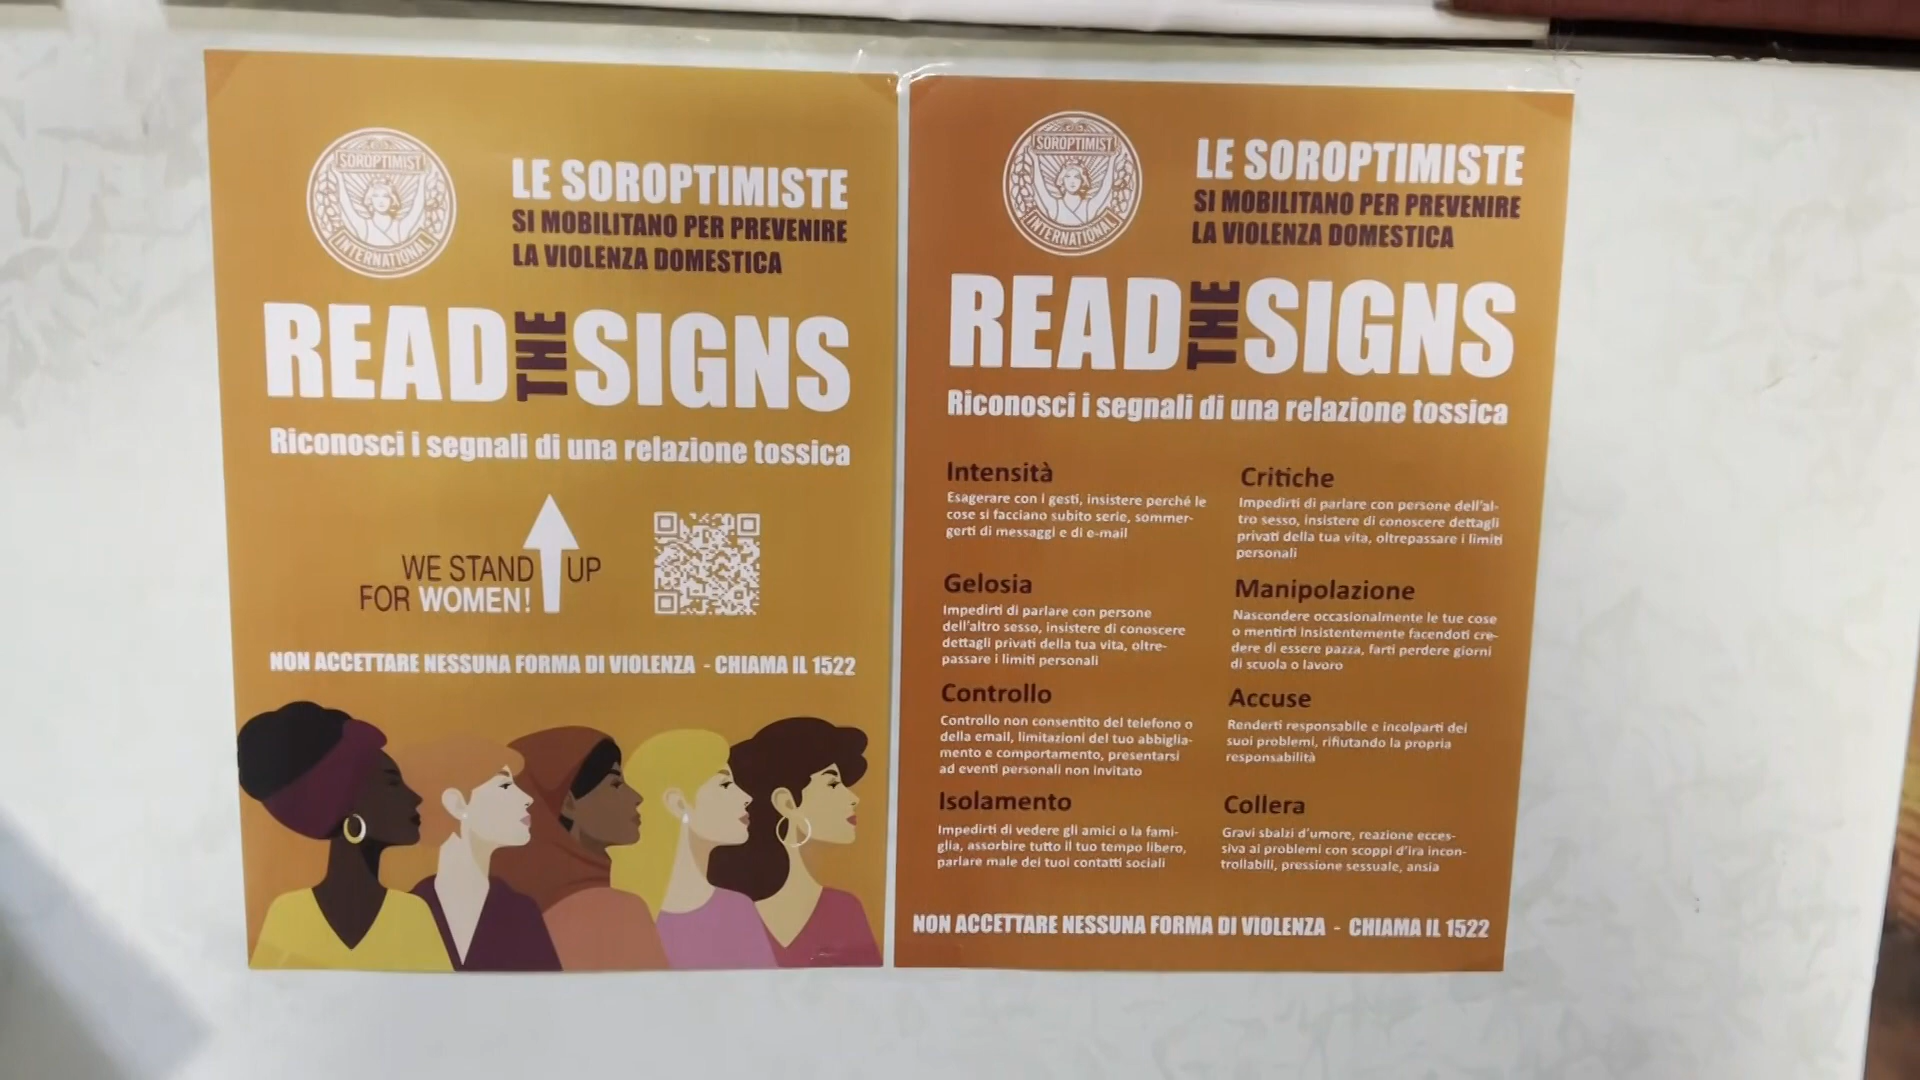 SOROPTIMIST
INTERNATIONAL
LE SOROPTIMISTE
SI MOBILITANO PER PREVENIRE
LA VIOLENZA DOMESTICA
READ THE SIGNS
Riconosci i segnali di una relazione tossica
WE STAND UP
FOR WOMEN!
NON ACCETTARE NESSUNA FORMA DI VIOLENZA - CHIAMA IL 1522
SOROPTIMIST
INTERNATIONAL
LE SOROPTIMISTE
SI MOBILITANO PER PREVENIRE
LA VIOLENZA DOMESTICA
READ THE SIGNS
Riconosci i segnali di una relazione tossica
Intensità
Esagerare con i gesti, insistere perché le
cose si facciano subito serie, sommer-
gerti di messaggi e di e-mail
Gelosia
Impedirti di parlare con persone
dell'altro sesso, insistere di conoscere
dettagli privati della tua vita, oltre-
passare i limiti personali
Controllo
Controllo non consentito del telefono o
della email, limitazioni del tuo abbiglia-
mento e comportamento, presentarsi
ad eventi personali non invitato
Isolamento
Impedirti di vedere gli amici o la fami-
glia, assorbire tutto il tuo tempo libero,
parlare male dei tuoi contatti sociali
Critiche
Impedirti di parlare con persone dell'al-
tro sesso, insistere di conoscere dettagli
privati della tua vita, oltrepassare i limiti
personali
Manipolazione
Nascondere occasionalmente le tue cose
o mentirti insistentemente facendoti cre-
dere di essere pazza, farti perdere giorni
di scuola o lavoro
Accuse
Renderti responsabile e incolparti dei
suoi problemi, rifiutando la propria
responsabilità
Collera
Gravi sbalzi d'umore, reazione ecces-
siva ai problemi con scoppi d'ira incon-
trollabili, pressione sessuale, ansia
NON ACCETTARE NESSUNA FORMA DI VIOLENZA - CHIAMA IL 1522